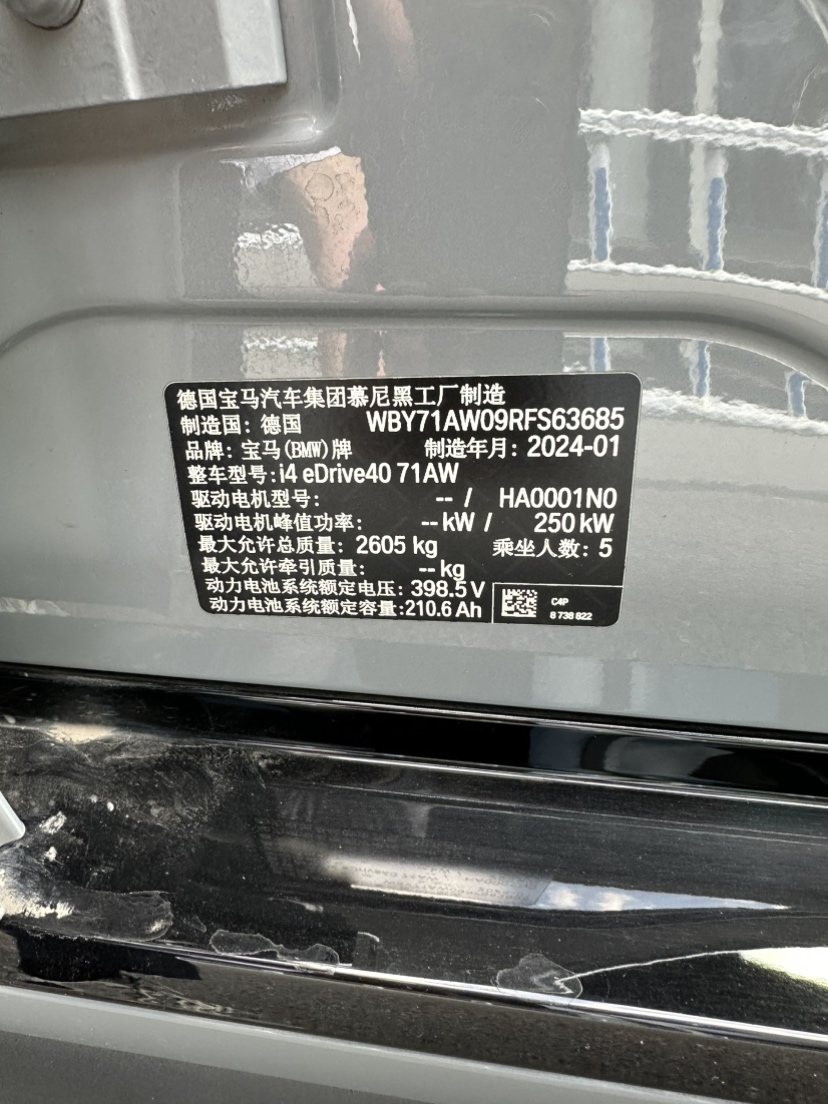 德国宝马汽车集团慕尼黑工厂制造
制造国: 德国 WBY71AW09RFS63685
品牌: 宝马(BMW)牌 制造年月: 2024-01
整车型号:i4 eDrive40 71AW
驱动电机型号: -- / HA0001N0
驱动电机峰值功率: --kW / 250kW
最大允许总质量: 2605 kg 乘坐人数: 5
最大允许牵引质量: --kg
动力电池系统额定电压: 398.5 V
动力电池系统额定容量:210.6 Ah
C4P
8 738 822